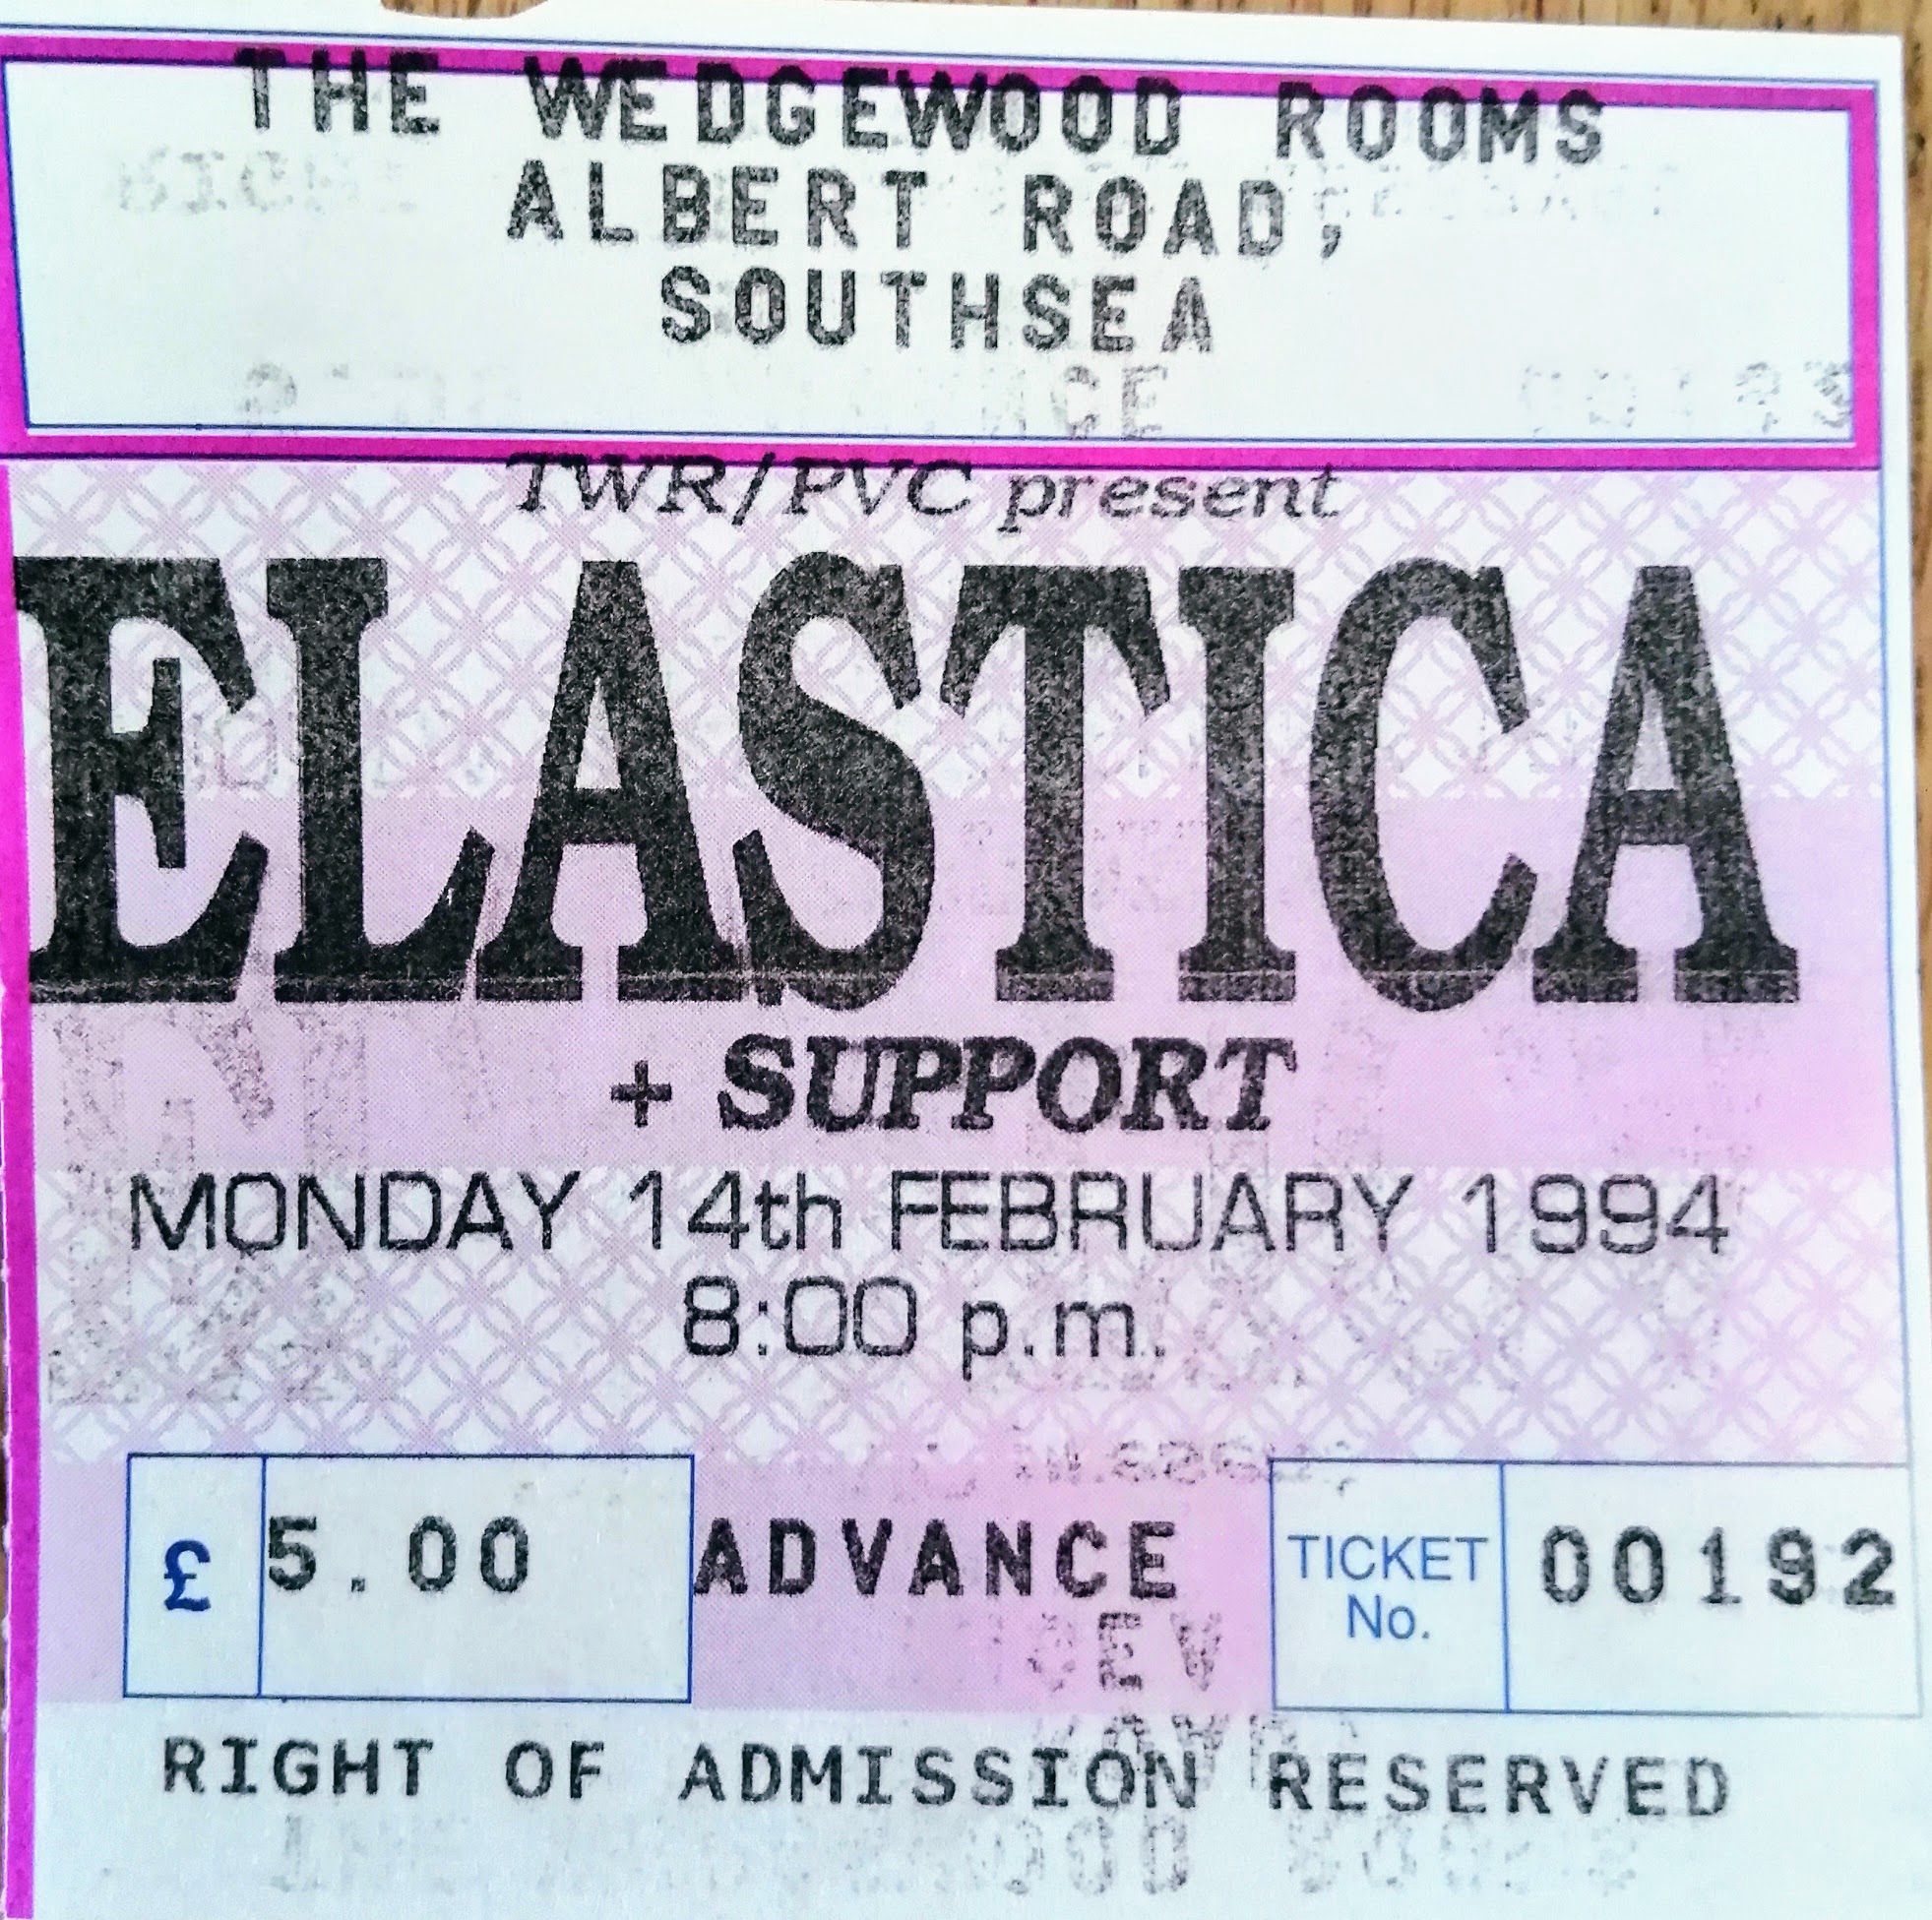 THE WEDGEWOOD ROOMS
ALBERT ROAD,
SOUTHSEA
TWR/PVC present
ELASTICA
+ SUPPORT
MONDAY 14th FEBRUARY 1994
8:00 p.m.
£ 5.00 ADVANCE TICKET No. 00192
RIGHT OF ADMISSION RESERVED